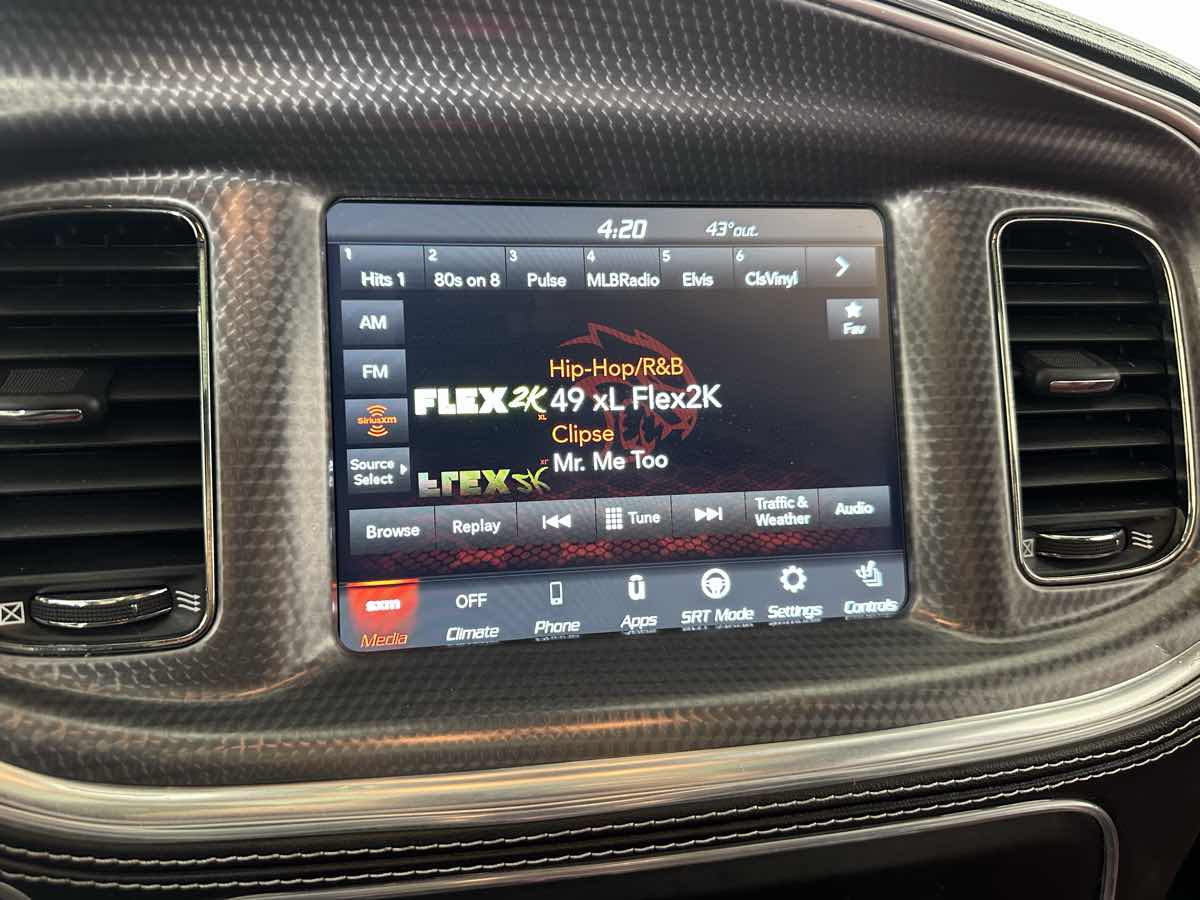 4:20 43°out.
1 2 3 4 5 6
Hits 1 80s on 8 Pulse MLBRadio Elvis ClsVinyl
AM
Fav
Hip-Hop/R&B
FM
FLEX2K XL
49 xL Flex2K
siriusxm
Clipse
Source
Select
Mr. Me Too
Browse Replay Tune Traffic &
Weather Audio
sxm OFF
Media Climate Phone Apps SRT Mode Settings Controls